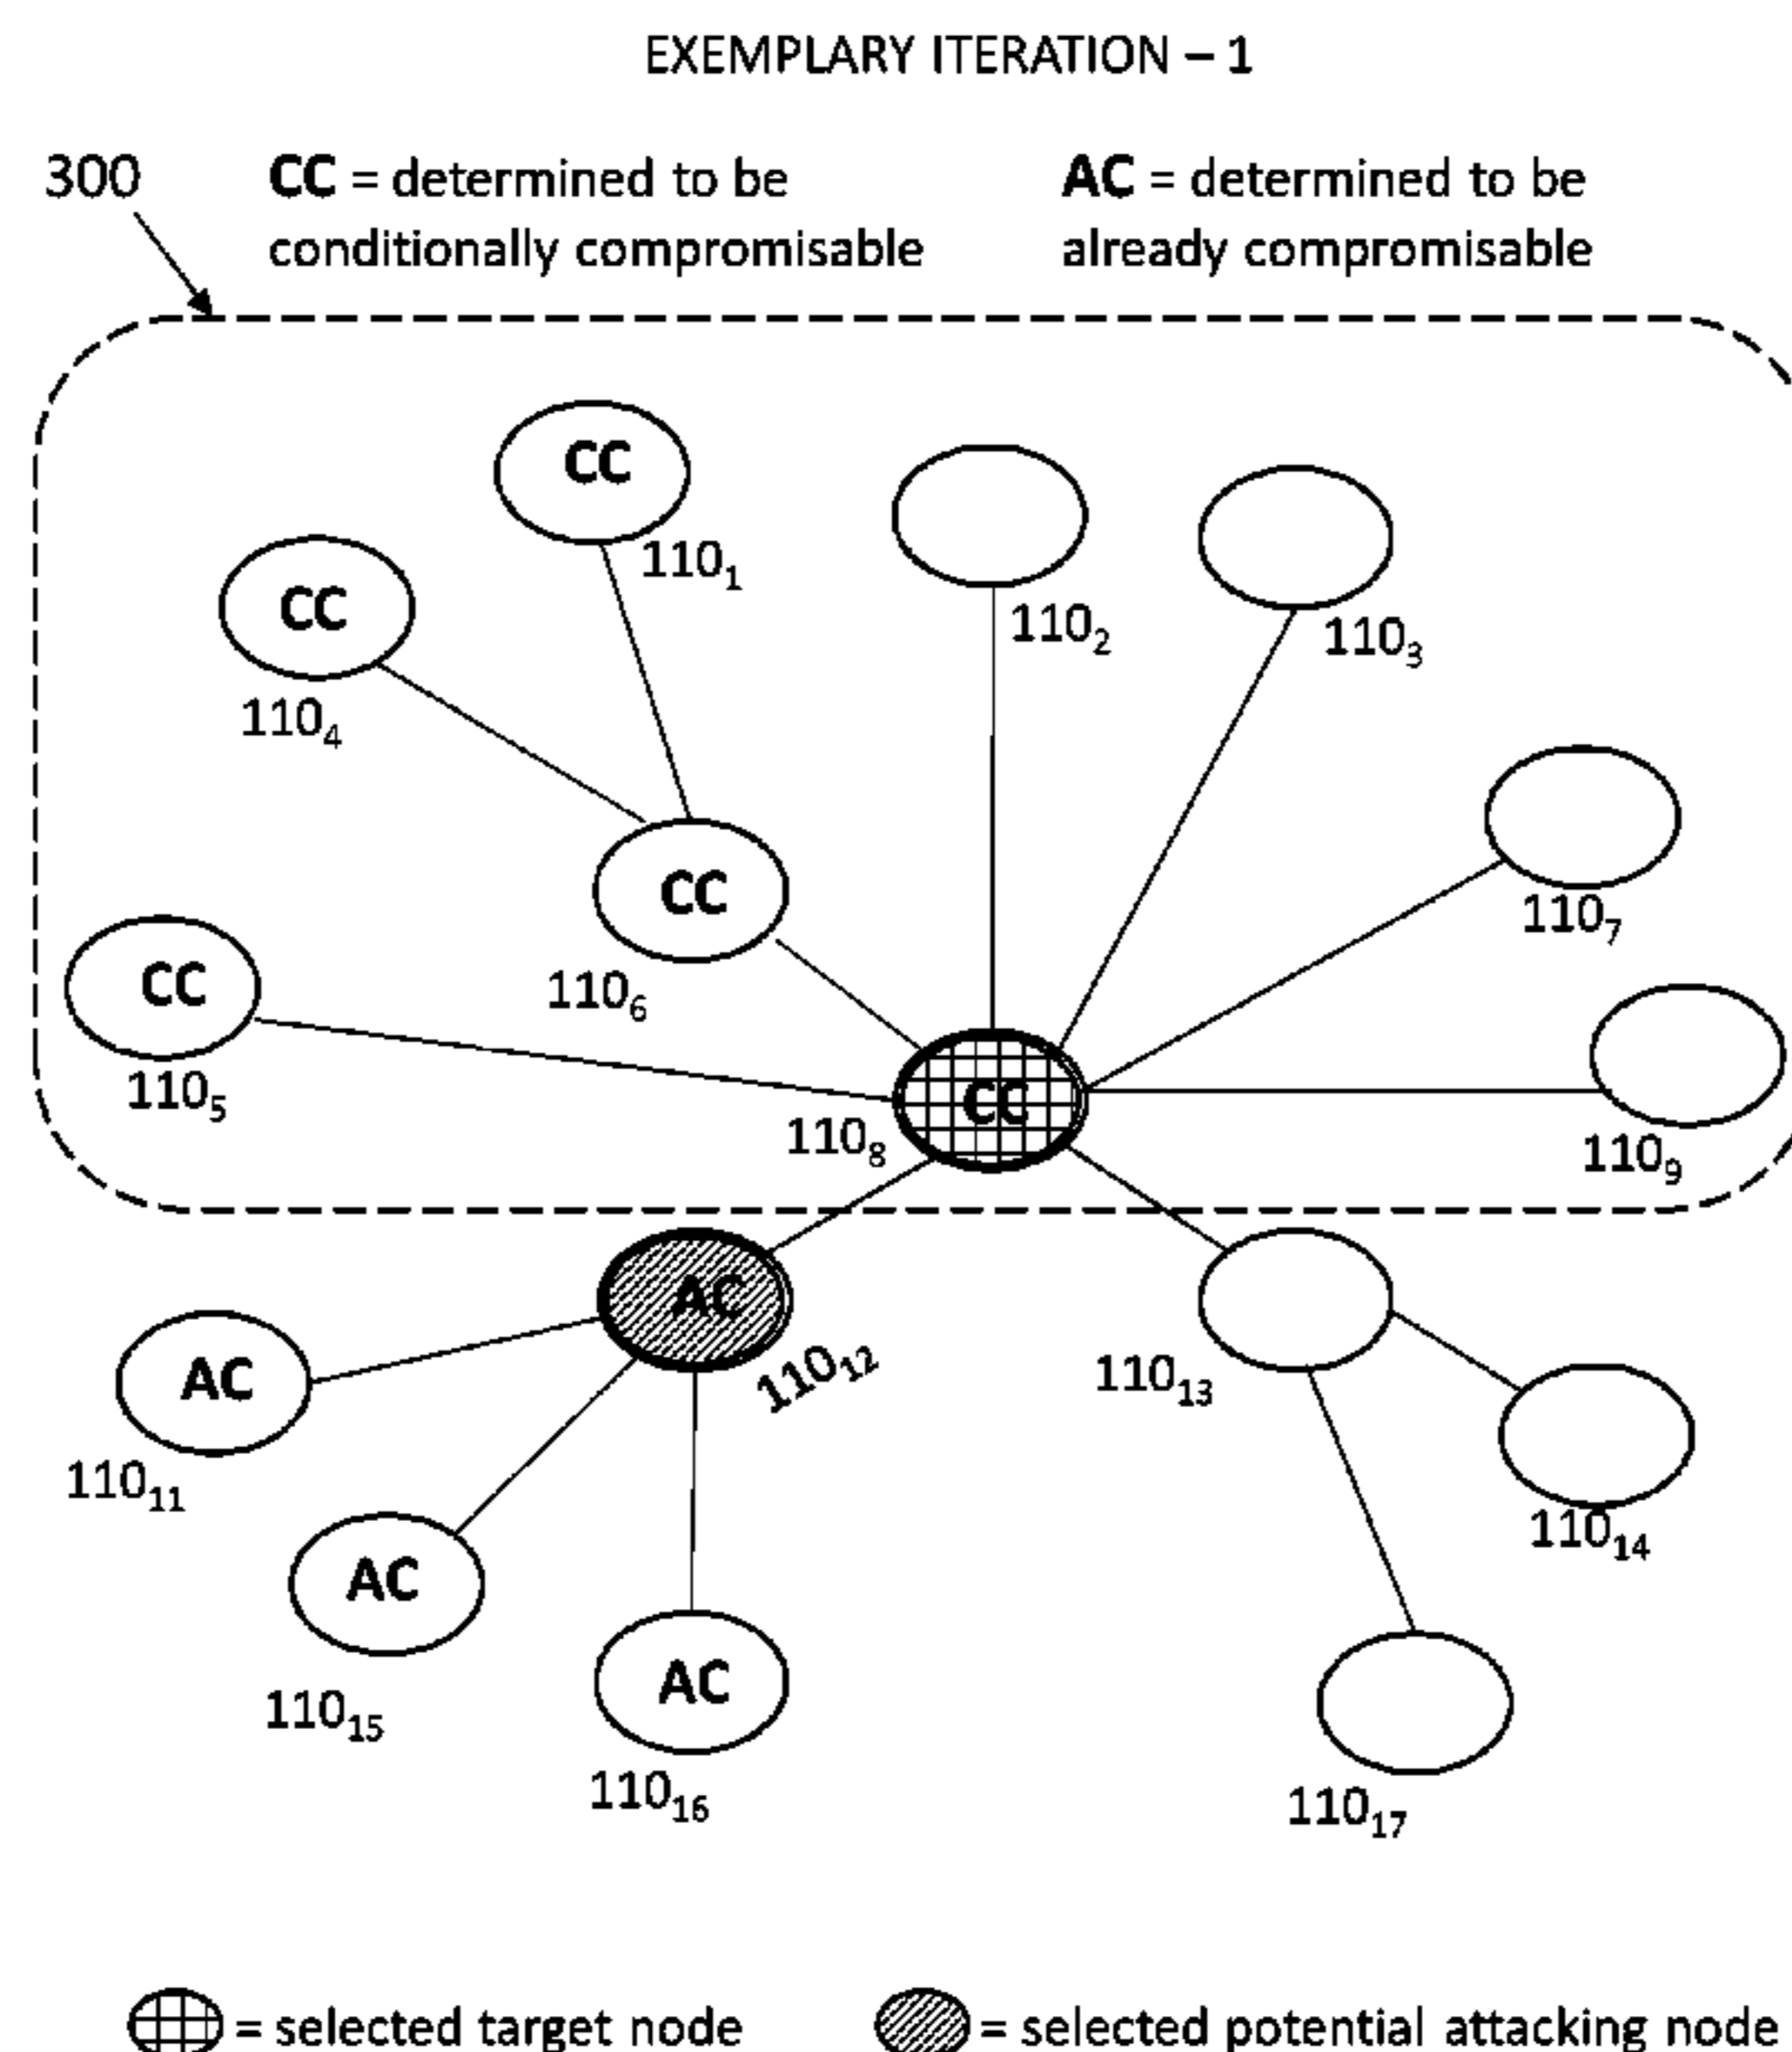 EXEMPLARY ITERATION – 1
300
CC = determined to be
conditionally compromisable
AC = determined to be
already compromisable
CC
110₁
110₂
110₃
CC
110₄
110₇
CC
110₆
CC
110₅
CC
110₈
110₉
AC
110₁₂
110₁₃
AC
110₁₁
110₁₄
AC
110₁₅
AC
110₁₆
110₁₇
= selected target node
= selected potential attacking node